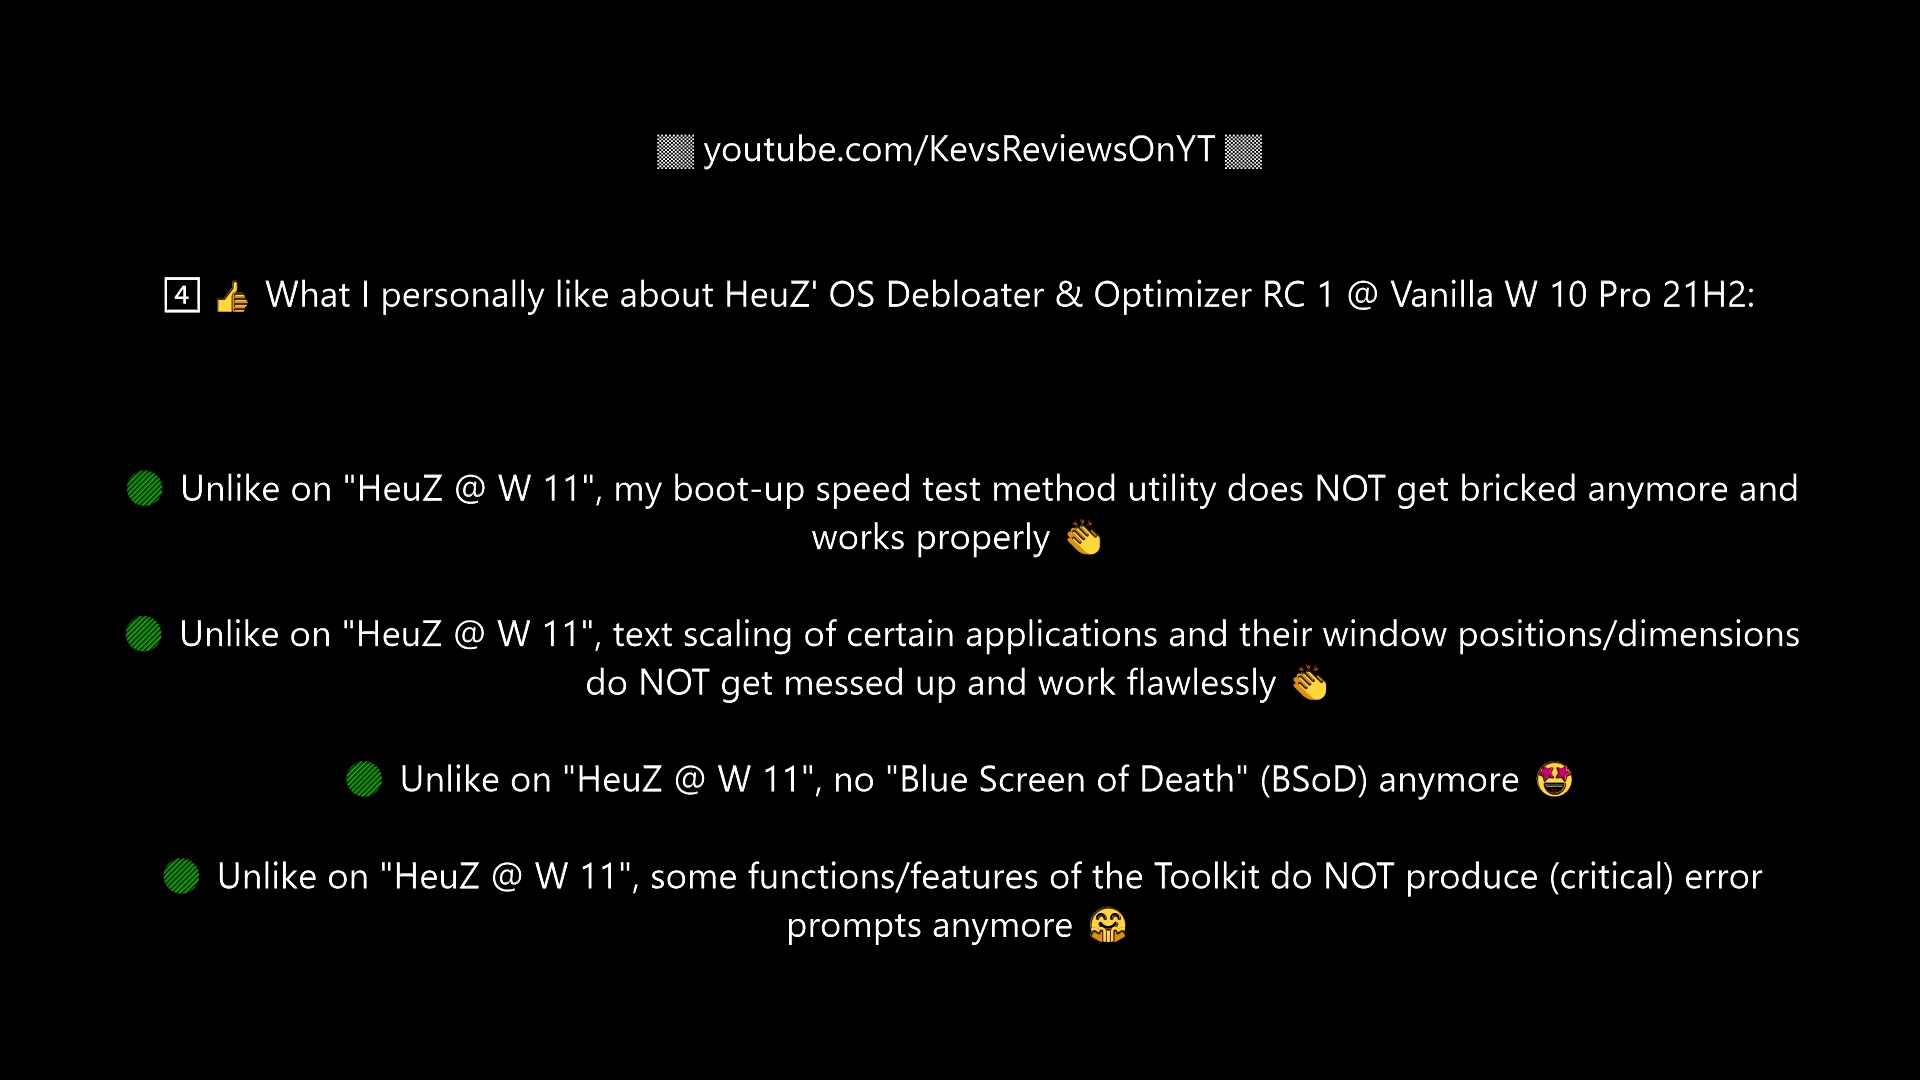 ▒▒ youtube.com/KevsReviewsOnYT ▒▒
4️⃣ 👍 What I personally like about HeuZ' OS Debloater & Optimizer RC 1 @ Vanilla W 10 Pro 21H2:
🟢 Unlike on "HeuZ @ W 11", my boot-up speed test method utility does NOT get bricked anymore and
works properly 👏
🟢 Unlike on "HeuZ @ W 11", text scaling of certain applications and their window positions/dimensions
do NOT get messed up and work flawlessly 👏
🟢 Unlike on "HeuZ @ W 11", no "Blue Screen of Death" (BSoD) anymore 🤩
🟢 Unlike on "HeuZ @ W 11", some functions/features of the Toolkit do NOT produce (critical) error
prompts anymore 🤗